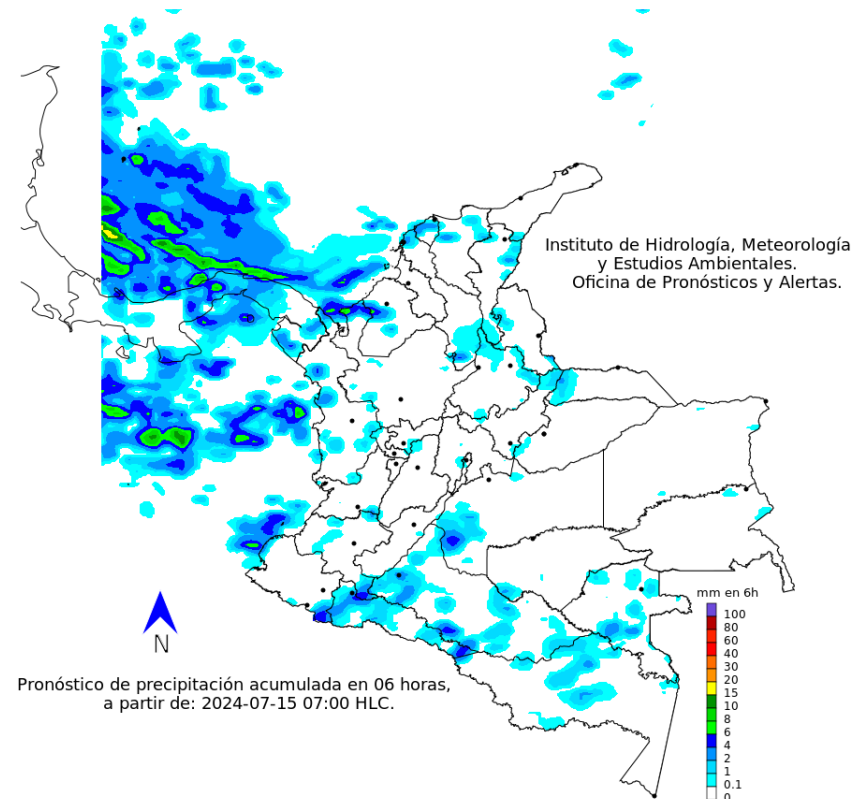 Instituto de Hidrología, Meteorología
y Estudios Ambientales.
Oficina de Pronósticos y Alertas.
N
Pronóstico de precipitación acumulada en 06 horas,
a partir de: 2024-07-15 07:00 HLC.
mm en 6h
100
80
60
40
30
20
15
10
8
6
4
2
1
0.1
0